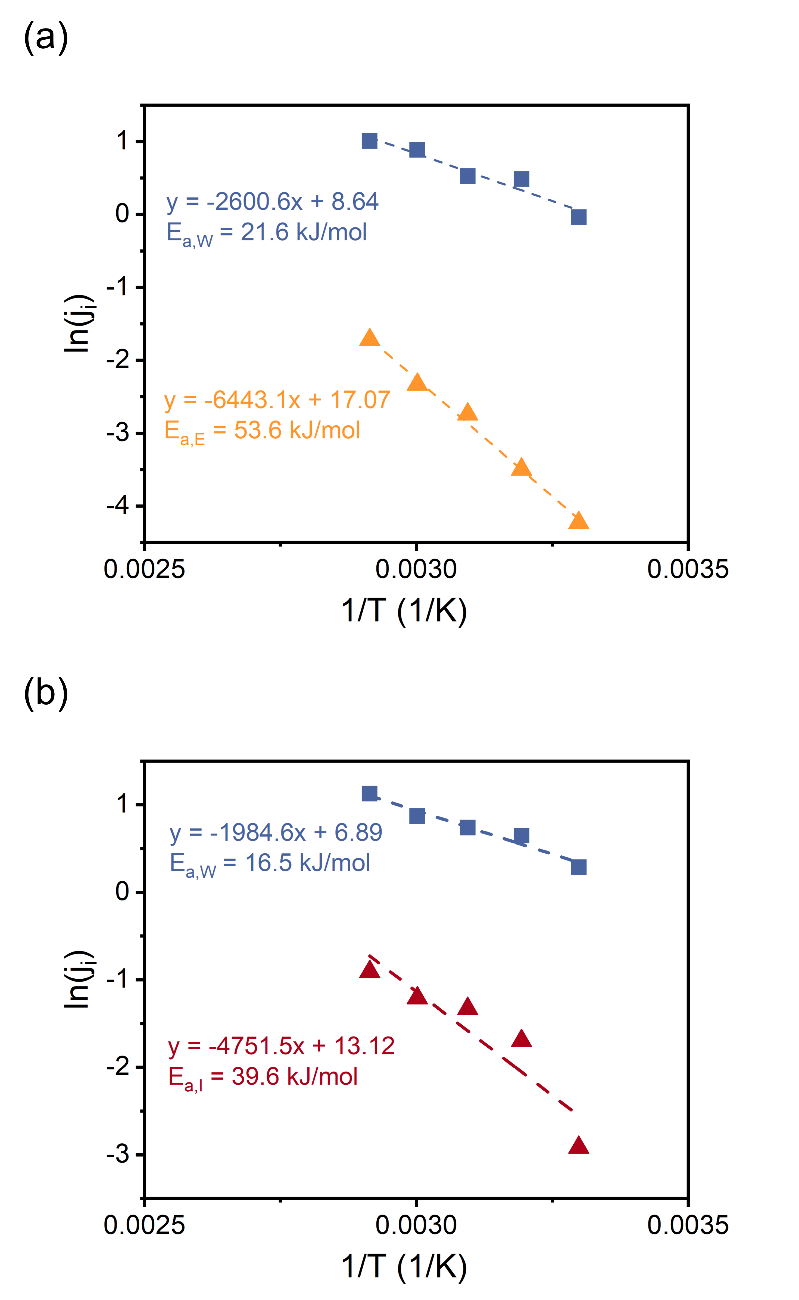 (a)
1
0
-1
-2
-3
-4
ln(jᵢ)
y = -2600.6x + 8.64
Eₐ,W = 21.6 kJ/mol
y = -6443.1x + 17.07
Eₐ,E = 53.6 kJ/mol
0.0025 0.0030 0.0035
1/T (1/K)
(b)
1
0
-1
-2
-3
ln(jᵢ)
y = -1984.6x + 6.89
Eₐ,W = 16.5 kJ/mol
y = -4751.5x + 13.12
Eₐ,I = 39.6 kJ/mol
0.0025 0.0030 0.0035
1/T (1/K)